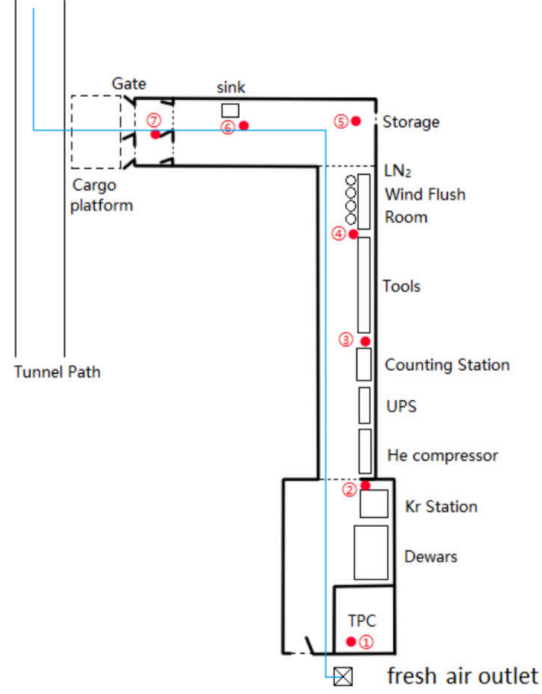 Gate
sink
⑦
⑥
⑤
Storage
Cargo
platform
LN₂
Wind Flush
Room
④
Tools
③
Tunnel Path
Counting Station
UPS
He compressor
②
Kr Station
Dewars
TPC
①
fresh air outlet